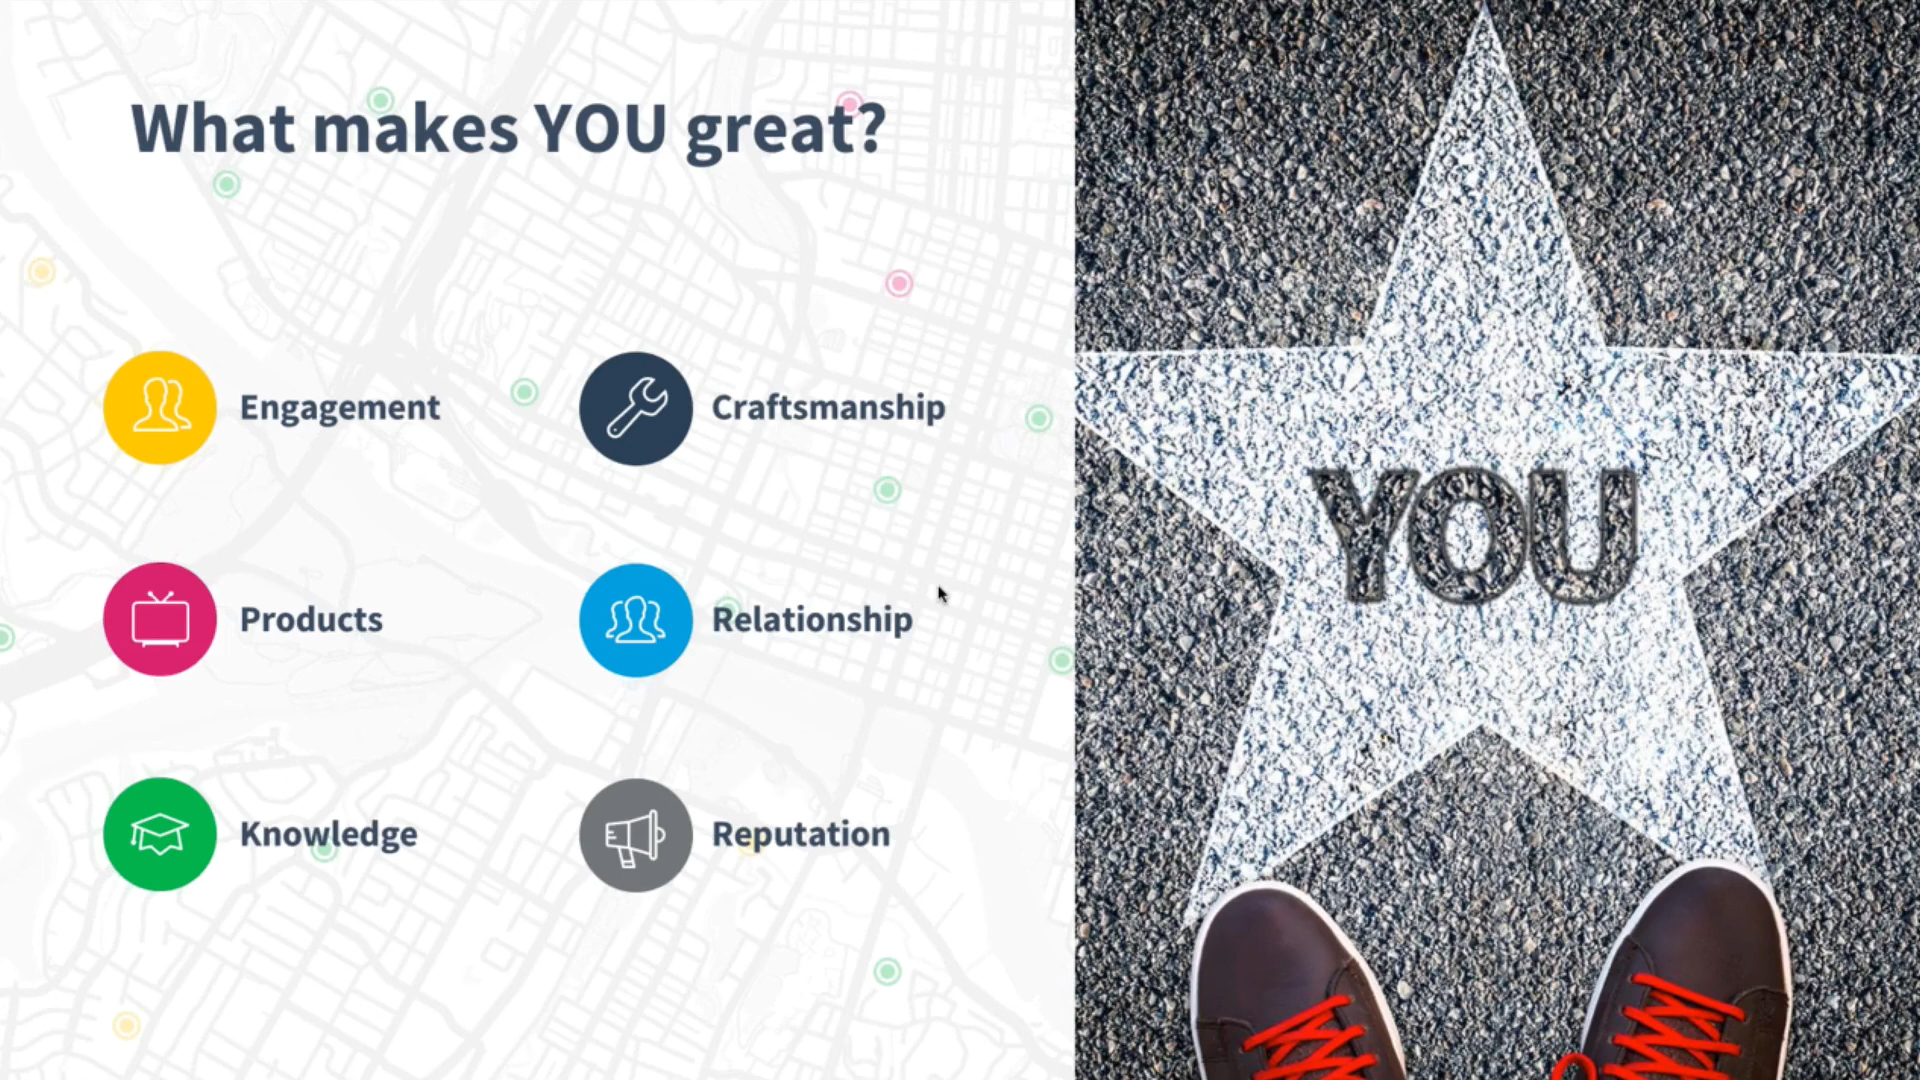 What makes YOU great?
Engagement
Craftsmanship
Products
Relationship
Knowledge
Reputation
YOU